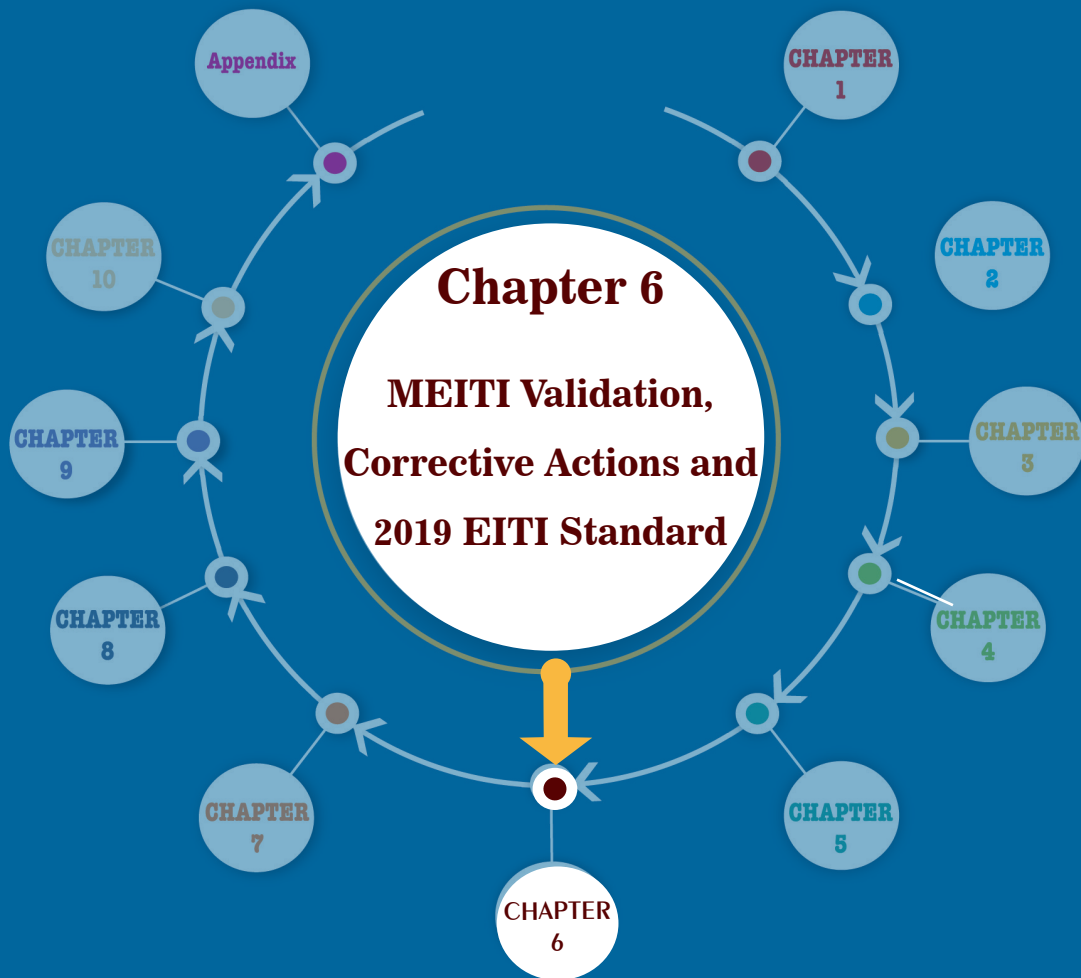 Chapter 6
MEITI Validation,
Corrective Actions and
2019 EITI Standard
CHAPTER
1
CHAPTER
2
CHAPTER
3
CHAPTER
4
CHAPTER
5
CHAPTER
6
CHAPTER
7
CHAPTER
8
CHAPTER
9
CHAPTER
10
Appendix